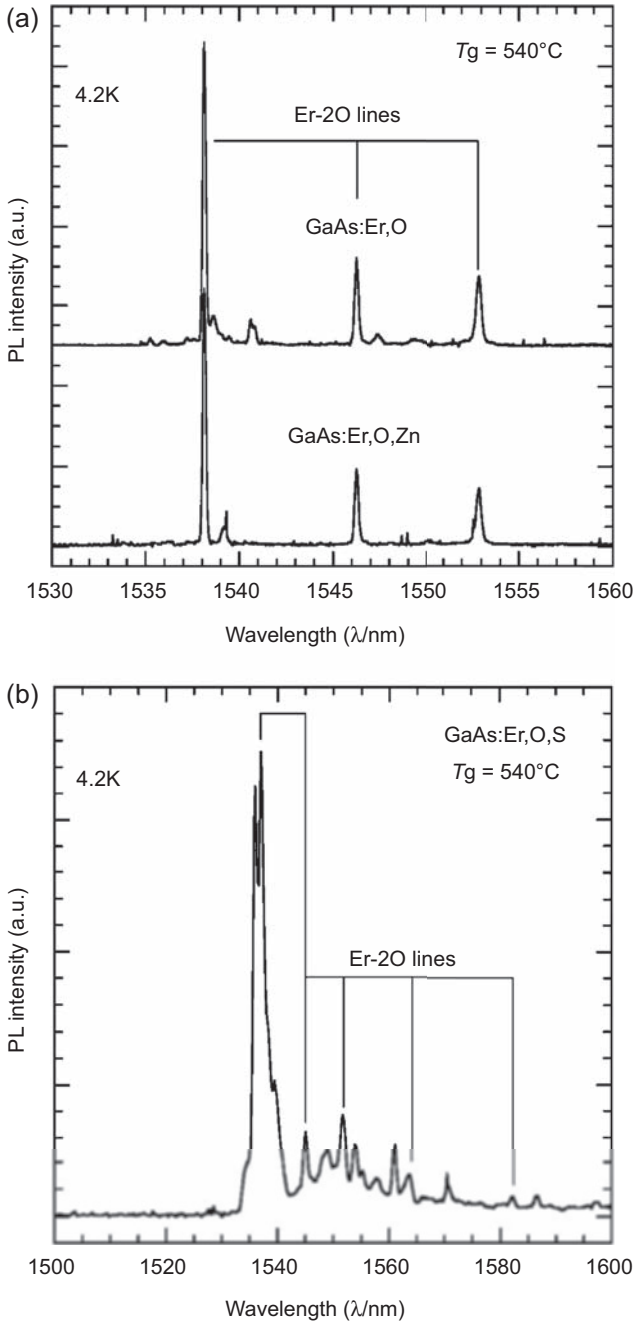 (a)
Tg = 540°C
4.2K
Er-2O lines
GaAs:Er,O
GaAs:Er,O,Zn
PL intensity (a.u.)
1530 1535 1540 1545 1550 1555 1560
Wavelength (λ/nm)
(b)
GaAs:Er,O,S
Tg = 540°C
4.2K
Er-2O lines
PL intensity (a.u.)
1500 1520 1540 1560 1580 1600
Wavelength (λ/nm)